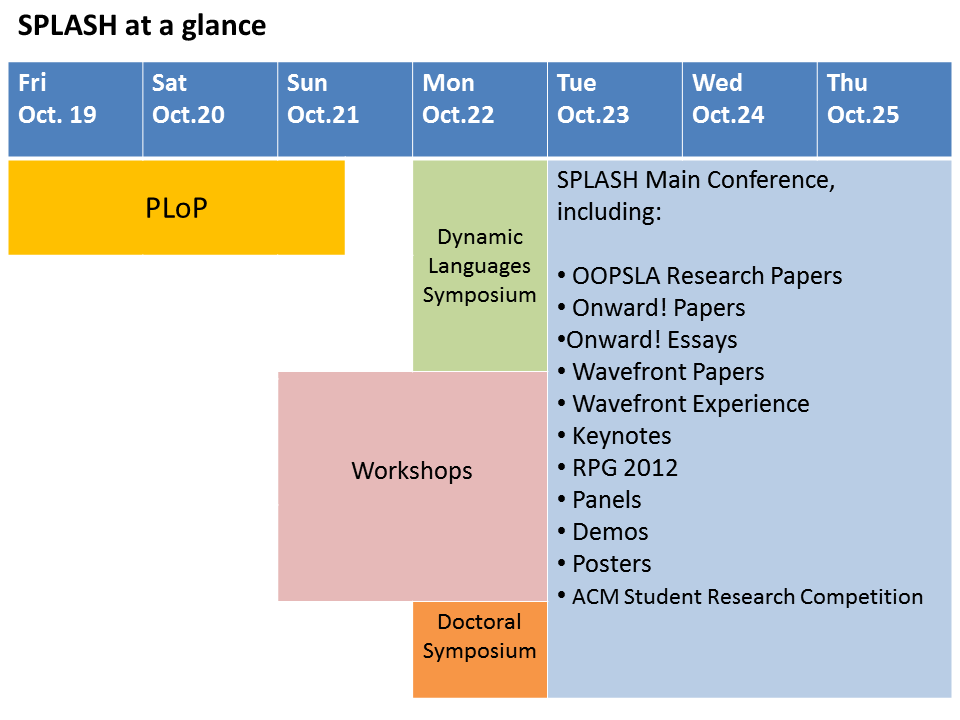 SPLASH at a glance
Fri
Oct. 19
Sat
Oct.20
Sun
Oct.21
Mon
Oct.22
Tue
Oct.23
Wed
Oct.24
Thu
Oct.25
PLoP
Dynamic
Languages
Symposium
Workshops
Doctoral
Symposium
SPLASH Main Conference,
including:
• OOPSLA Research Papers
• Onward! Papers
•Onward! Essays
• Wavefront Papers
• Wavefront Experience
• Keynotes
• RPG 2012
• Panels
• Demos
• Posters
• ACM Student Research Competition